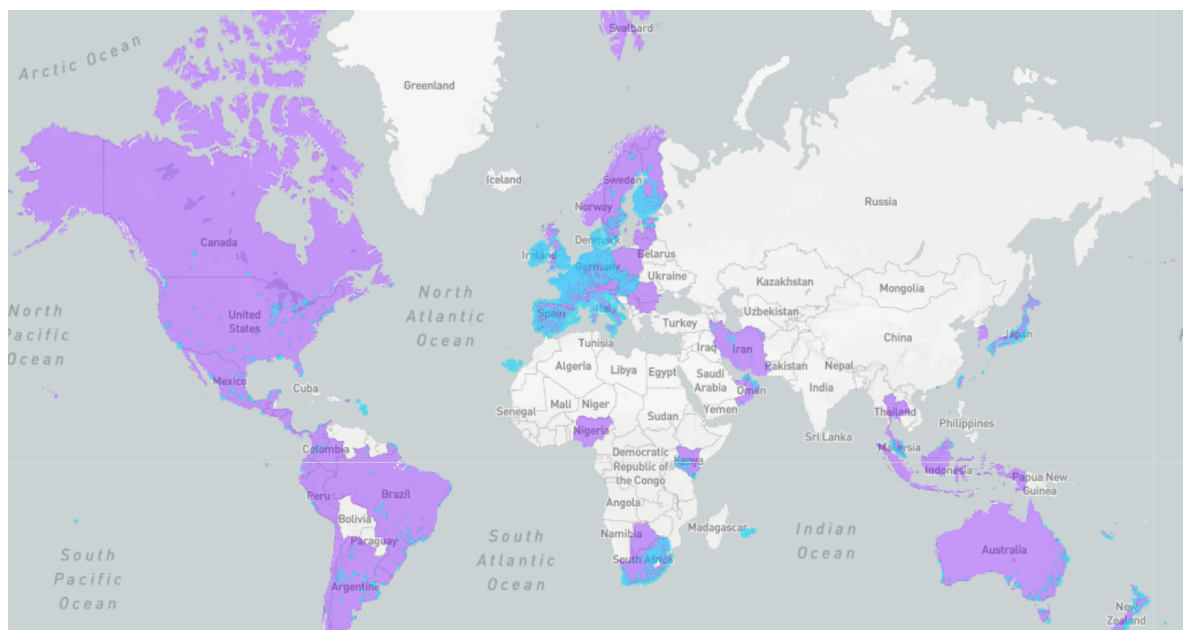 Svalbard
Arctic Ocean
Greenland
Iceland
Sweden
Russia
Norway
Canada
Denmark
Ireland
Belarus
Germany
Ukraine
Kazakhstan
Mongolia
North
Pacific
Ocean
North
Atlantic
Ocean
United
States
Spain
Italy
Uzbekistan
Turkey
China
Japan
Tunisia
Iraq
Iran
Algeria
Libya
Egypt
Pakistan
Nepal
Mexico
Cuba
Saudi
Arabia
Oman
India
Mali
Niger
Senegal
Sudan
Yemen
Thailand
Philippines
Nigeria
Sri Lanka
Colombia
Democratic
Republic of
the Congo
Kenya
Malaysia
Indonesia
Papua New
Guinea
Peru
Brazil
Angola
Bolivia
Madagascar
Indian
Ocean
Namibia
Paraguay
South
Atlantic
Ocean
South
Pacific
Ocean
South Africa
Australia
Argentina
New
Zealand